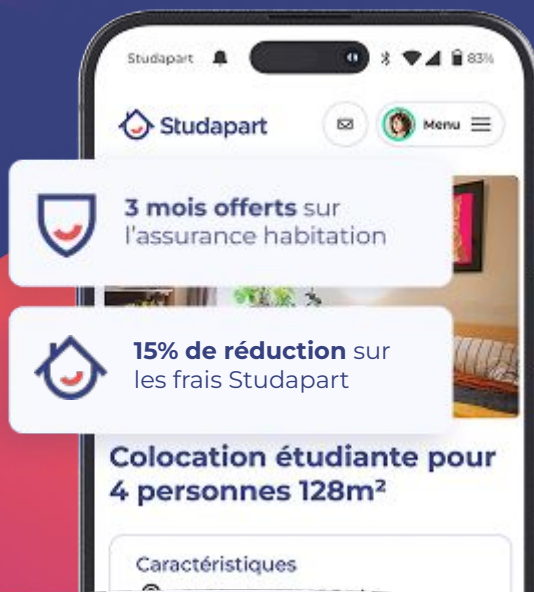 Studapart
83%
Studapart
Menu
3 mois offerts sur
l'assurance habitation
15% de réduction sur
les frais Studapart
Colocation étudiante pour
4 personnes 128m²
Caractéristiques